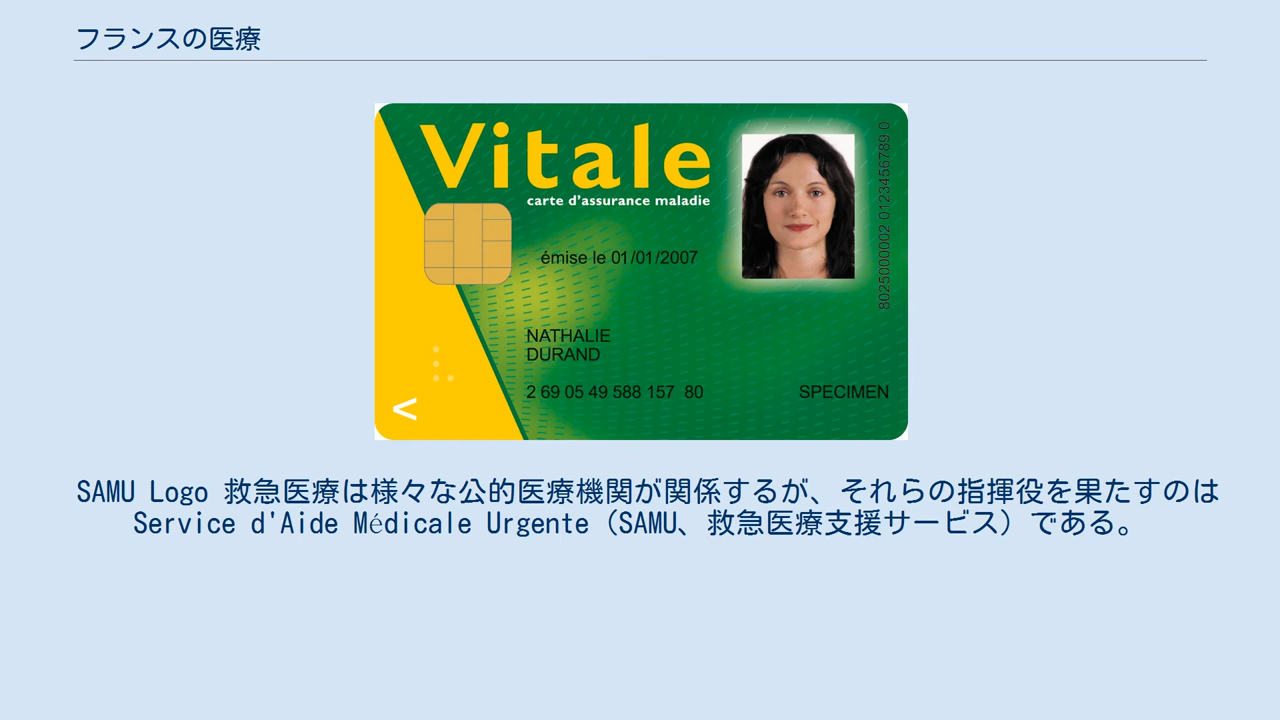 フランスの医療
Vitale
carte d'assurance maladie
émise le 01/01/2007
8025000002 0123456789 0
NATHALIE
DURAND
2 69 05 49 588 157 80
SPECIMEN
<
SAMU Logo 救急医療は様々な公的医療機関が関係するが、それらの指揮役を果たすのは
Service d'Aide Médicale Urgente（SAMU、救急医療支援サービス）である。